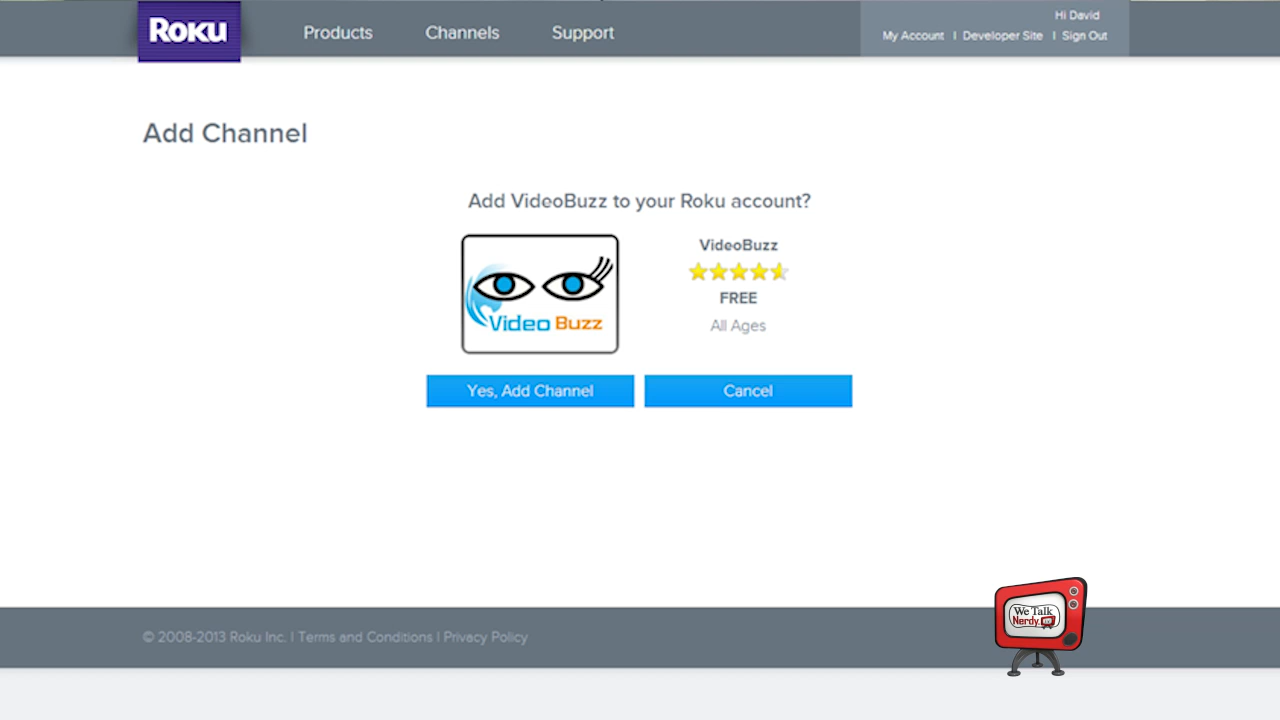 Roku
Products
Channels
Support
Hi David
My Account | Developer Site | Sign Out
Add Channel
Add VideoBuzz to your Roku account?
Video Buzz
VideoBuzz
FREE
All Ages
Yes, Add Channel
Cancel
© 2008-2013 Roku Inc. | Terms and Conditions | Privacy Policy
We Talk
Nerdy